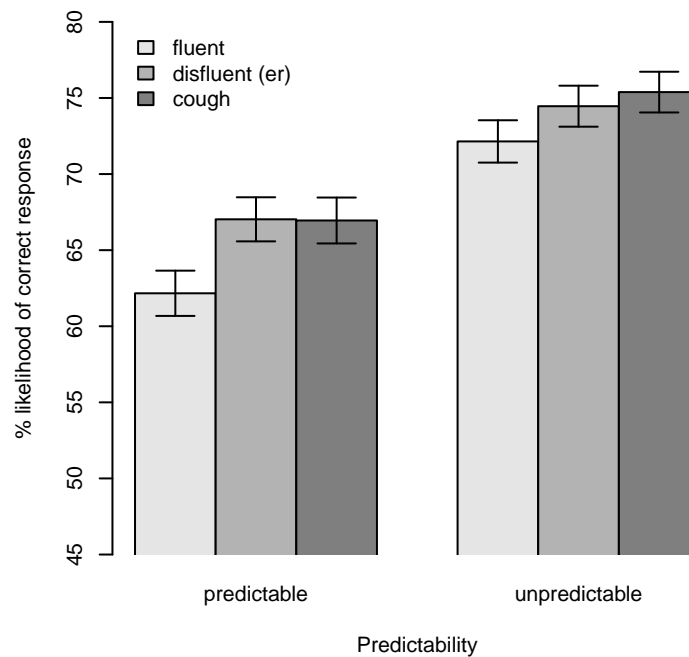 80
75
70
65
60
55
50
45
% likelihood of correct response
fluent
disfluent (er)
cough
predictable
unpredictable
Predictability